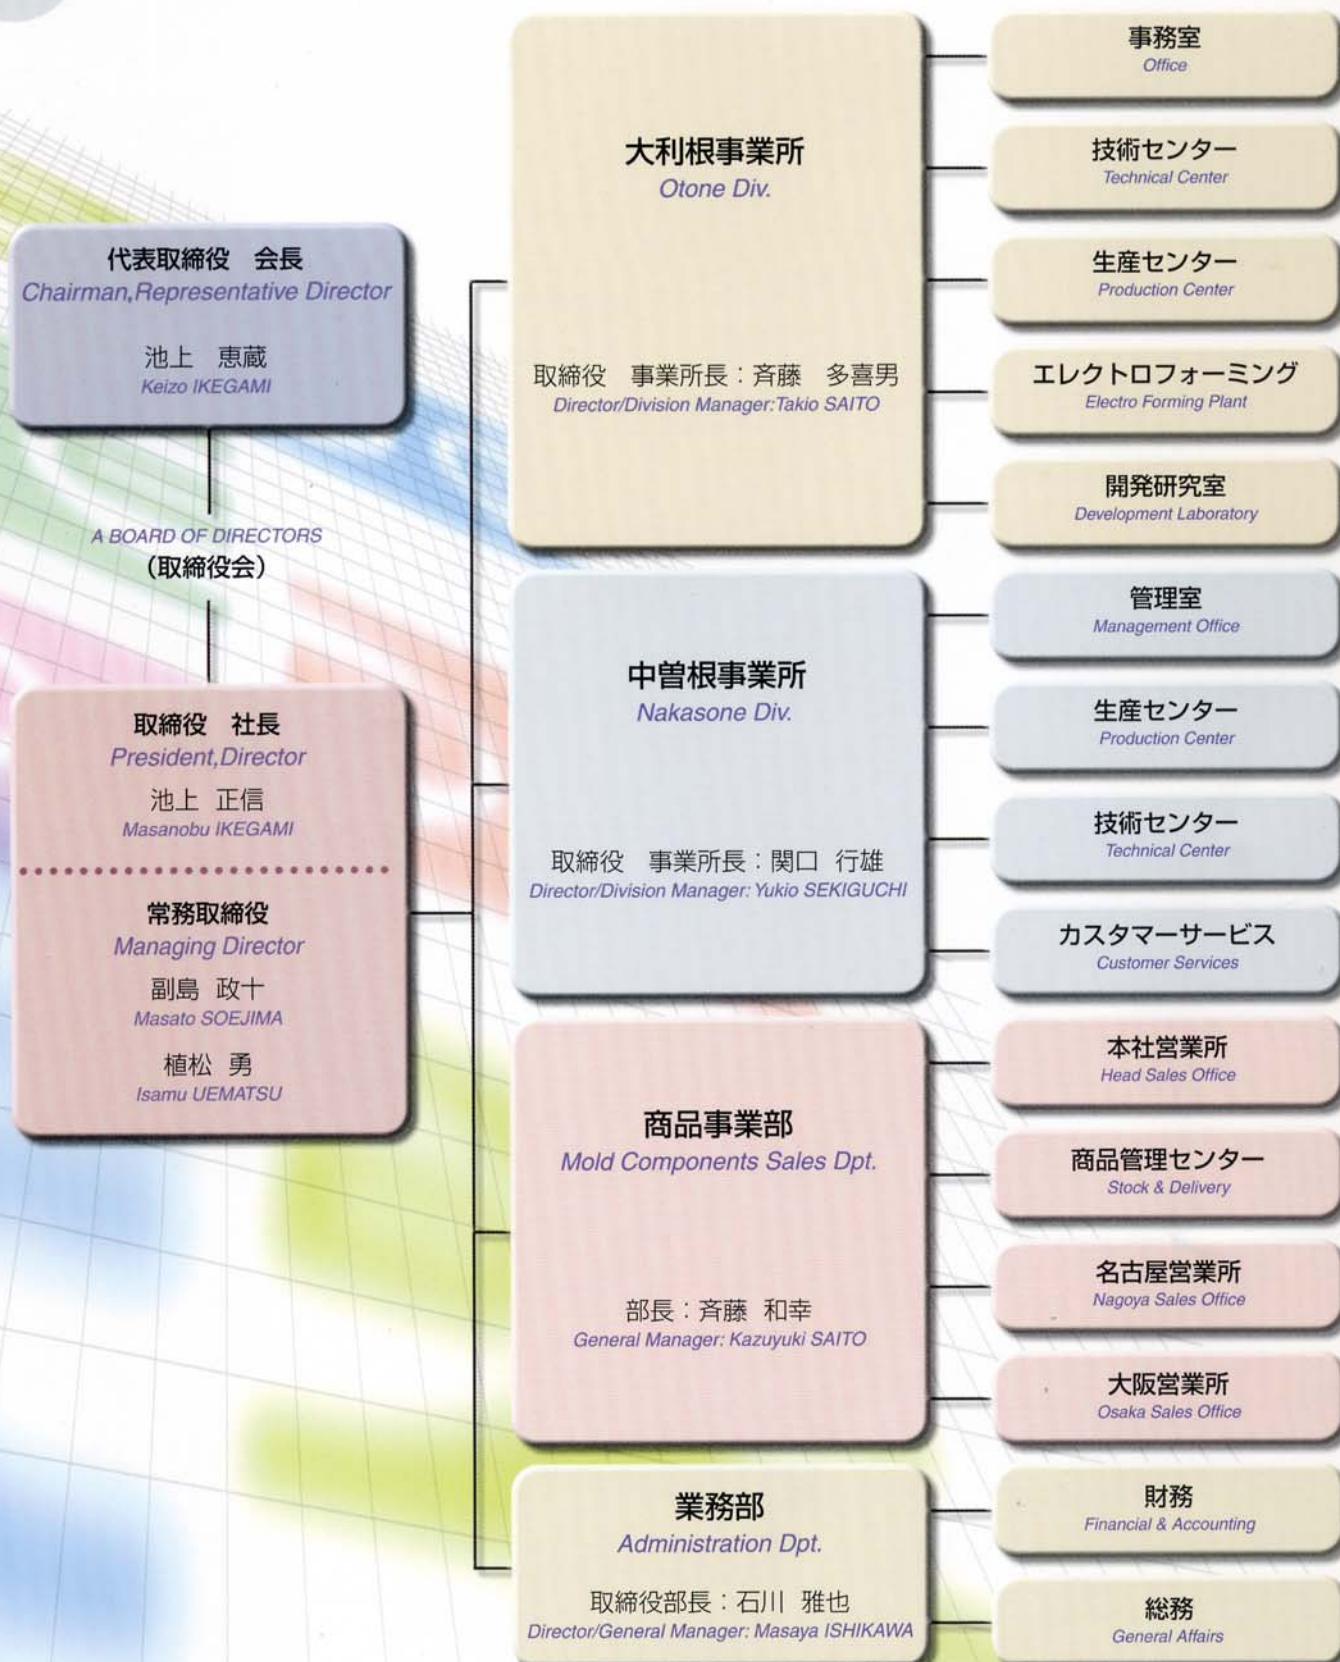 代表取締役　会長
Chairman,Representative Director
池上　恵蔵
Keizo IKEGAMI
A BOARD OF DIRECTORS
（取締役会）
取締役　社長
President,Director
池上 正信
Masanobu IKEGAMI
常務取締役
Managing Director
副島 政十
Masato SOEJIMA
植松 勇
Isamu UEMATSU
大利根事業所
Otone Div.
取締役　事業所長：斉藤　多喜男
Director/Division Manager:Takio SAITO
事務室
Office
技術センター
Technical Center
生産センター
Production Center
エレクトロフォーミング
Electro Forming Plant
開発研究室
Development Laboratory
中曽根事業所
Nakasone Div.
取締役　事業所長：関口 行雄
Director/Division Manager: Yukio SEKIGUCHI
管理室
Management Office
生産センター
Production Center
技術センター
Technical Center
カスタマーサービス
Customer Services
商品事業部
Mold Components Sales Dpt.
部長：斉藤 和幸
General Manager: Kazuyuki SAITO
本社営業所
Head Sales Office
商品管理センター
Stock & Delivery
名古屋営業所
Nagoya Sales Office
大阪営業所
Osaka Sales Office
業務部
Administration Dpt.
取締役部長：石川 雅也
Director/General Manager: Masaya ISHIKAWA
財務
Financial & Accounting
総務
General Affairs